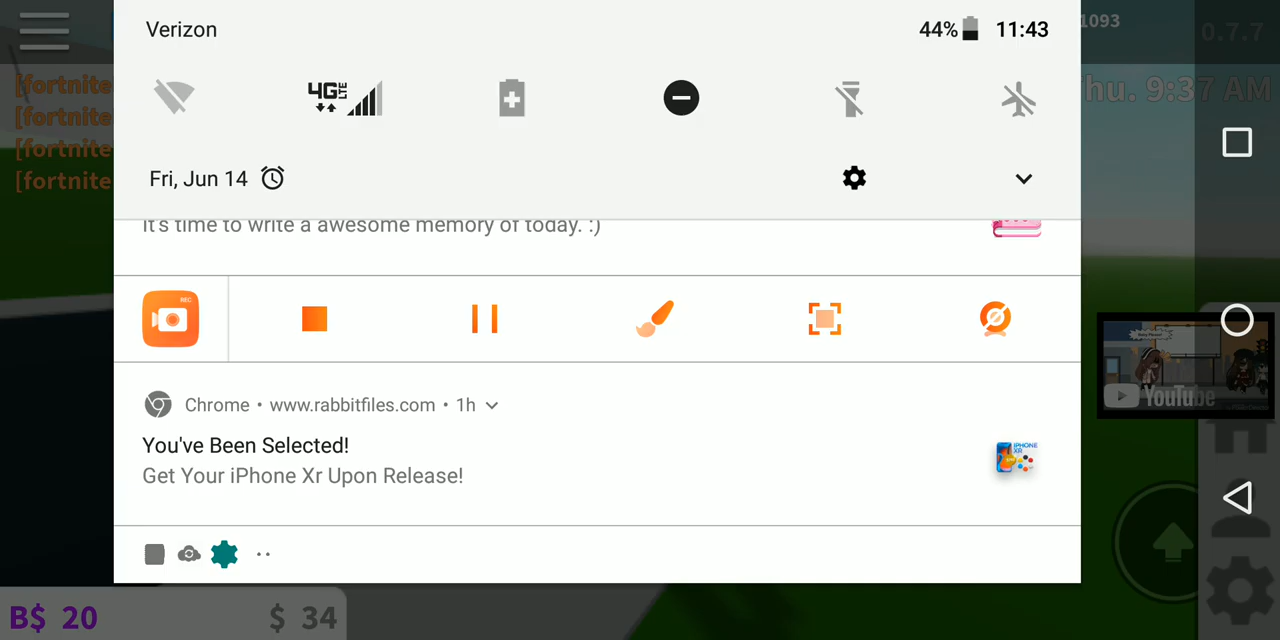 Verizon
44%
11:43
1093
0.7.7
4G LTE
[fortnite
[fortnite
[fortnite
[fortnite
hu. 9:37 AM
Fri, Jun 14
It's time to write a awesome memory of today. :)
REC
Chrome • www.rabbitfiles.com • 1h
You've Been Selected!
Get Your iPhone Xr Upon Release!
IPHONE
XR
YouTube
B$ 20
$ 34